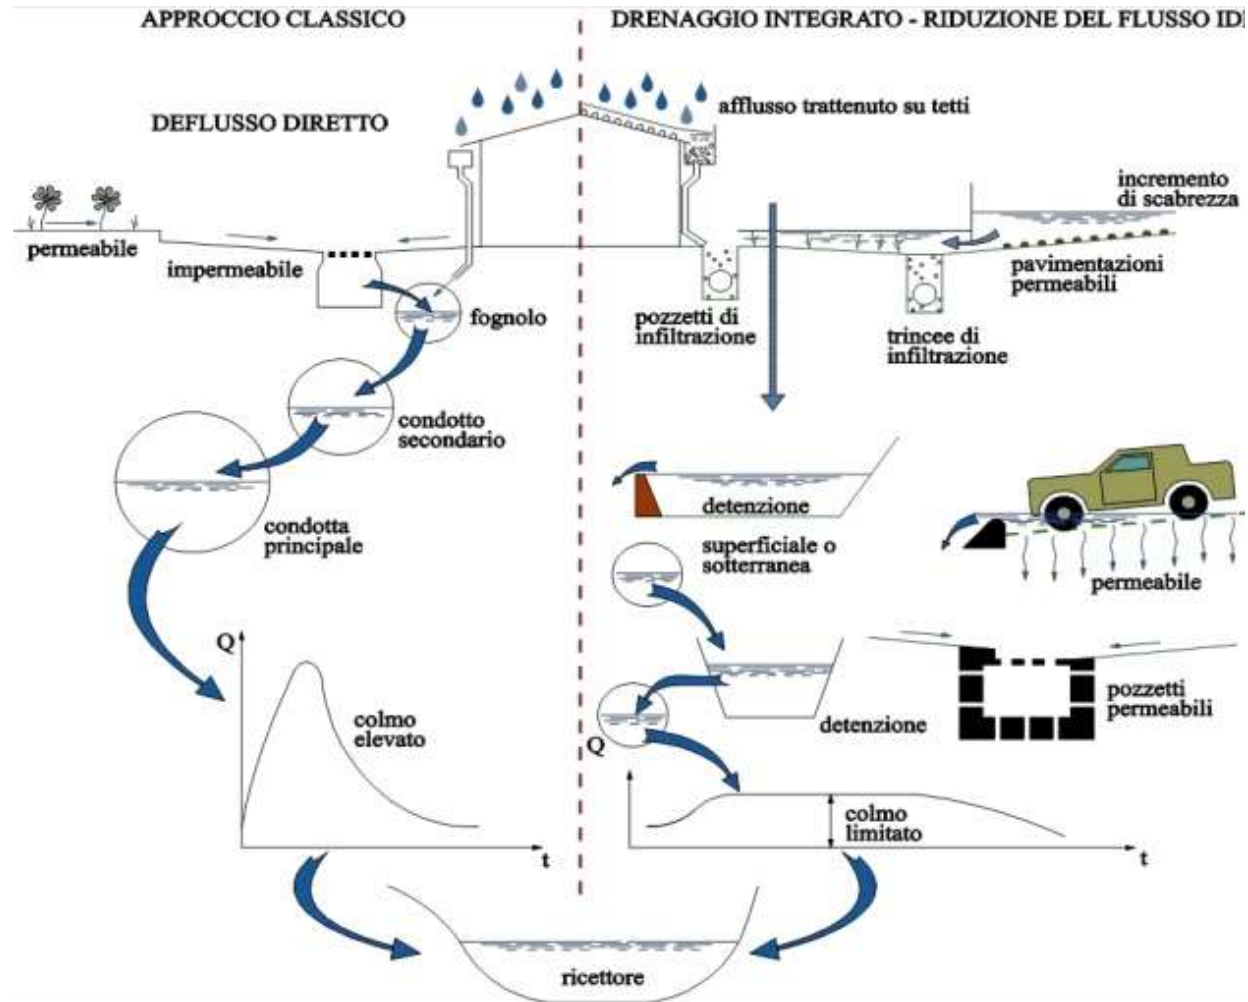 APPROCCIO CLASSICO
DEFLUSSO DIRETTO
permeabile
impermeabile
fognolo
condotto
secondario
condotta
principale
Q
colmo
elevato
t
DRENAGGIO INTEGRATO - RIDUZIONE DEL FLUSSO IDR
afflusso trattenuto su tetti
incremento
di scabrezza
pavimentazioni
permeabili
pozzetti di
infiltrazione
trincee di
infiltrazione
detenzione
superficiale o
sotterranea
permeabile
pozzetti
permeabili
detenzione
Q
colmo
limitato
t
ricettore